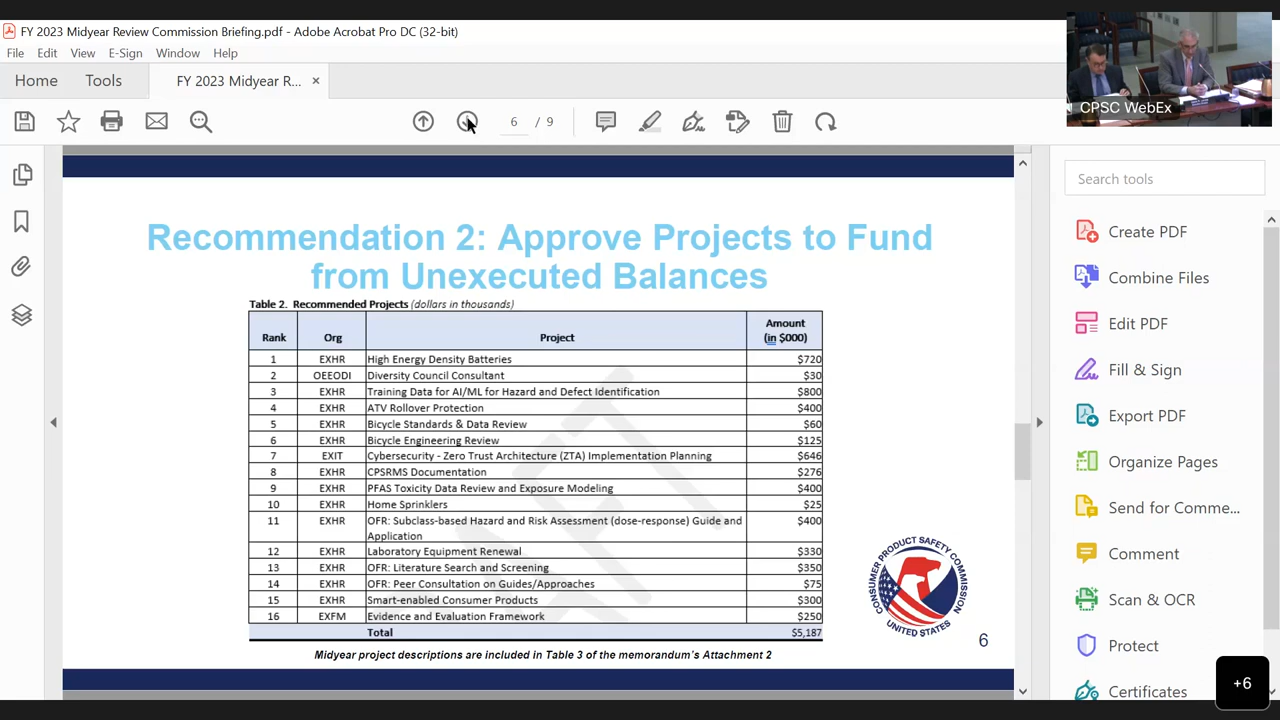 FY 2023 Midyear Review Commission Briefing.pdf - Adobe Acrobat Pro DC (32-bit)
File Edit View E-Sign Window Help
Home Tools FY 2023 Midyear R... ×
6 / 9
CPSC WebEx
Search tools
Create PDF
Combine Files
Edit PDF
Fill & Sign
Export PDF
Organize Pages
Send for Comme...
Comment
Scan & OCR
Protect
Certificates
+6
Recommendation 2: Approve Projects to Fund
from Unexecuted Balances
Table 2. Recommended Projects (dollars in thousands)
Rank Org Project Amount (in $000)
1 EXHR High Energy Density Batteries $720
2 OEEODI Diversity Council Consultant $30
3 EXHR Training Data for AI/ML for Hazard and Defect Identification $800
4 EXHR ATV Rollover Protection $400
5 EXHR Bicycle Standards & Data Review $60
6 EXHR Bicycle Engineering Review $125
7 EXIT Cybersecurity - Zero Trust Architecture (ZTA) Implementation Planning $646
8 EXHR CPSRMS Documentation $276
9 EXHR PFAS Toxicity Data Review and Exposure Modeling $400
10 EXHR Home Sprinklers $25
11 EXHR OFR: Subclass-based Hazard and Risk Assessment (dose-response) Guide and $400
Application
12 EXHR Laboratory Equipment Renewal $330
13 EXHR OFR: Literature Search and Screening $350
14 EXHR OFR: Peer Consultation on Guides/Approaches $75
15 EXHR Smart-enabled Consumer Products $300
16 EXFM Evidence and Evaluation Framework $250
Total $5,187
Midyear project descriptions are included in Table 3 of the memorandum's Attachment 2
CONSUMER PRODUCT SAFETY COMMISSION
UNITED STATES
6